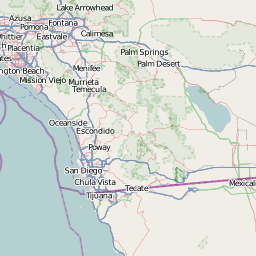 Lake Arrowhead
Azusa
Fontana
Pomona
Calimesa
Whittier
Eastvale
Placentia
Palm Springs
Menifee
Palm Desert
ington Beach
Mission Viejo
Murrieta
Temecula
Oceanside
Escondido
Poway
San Diego
Chula Vista
Tecate
Mexicali
Tijuana